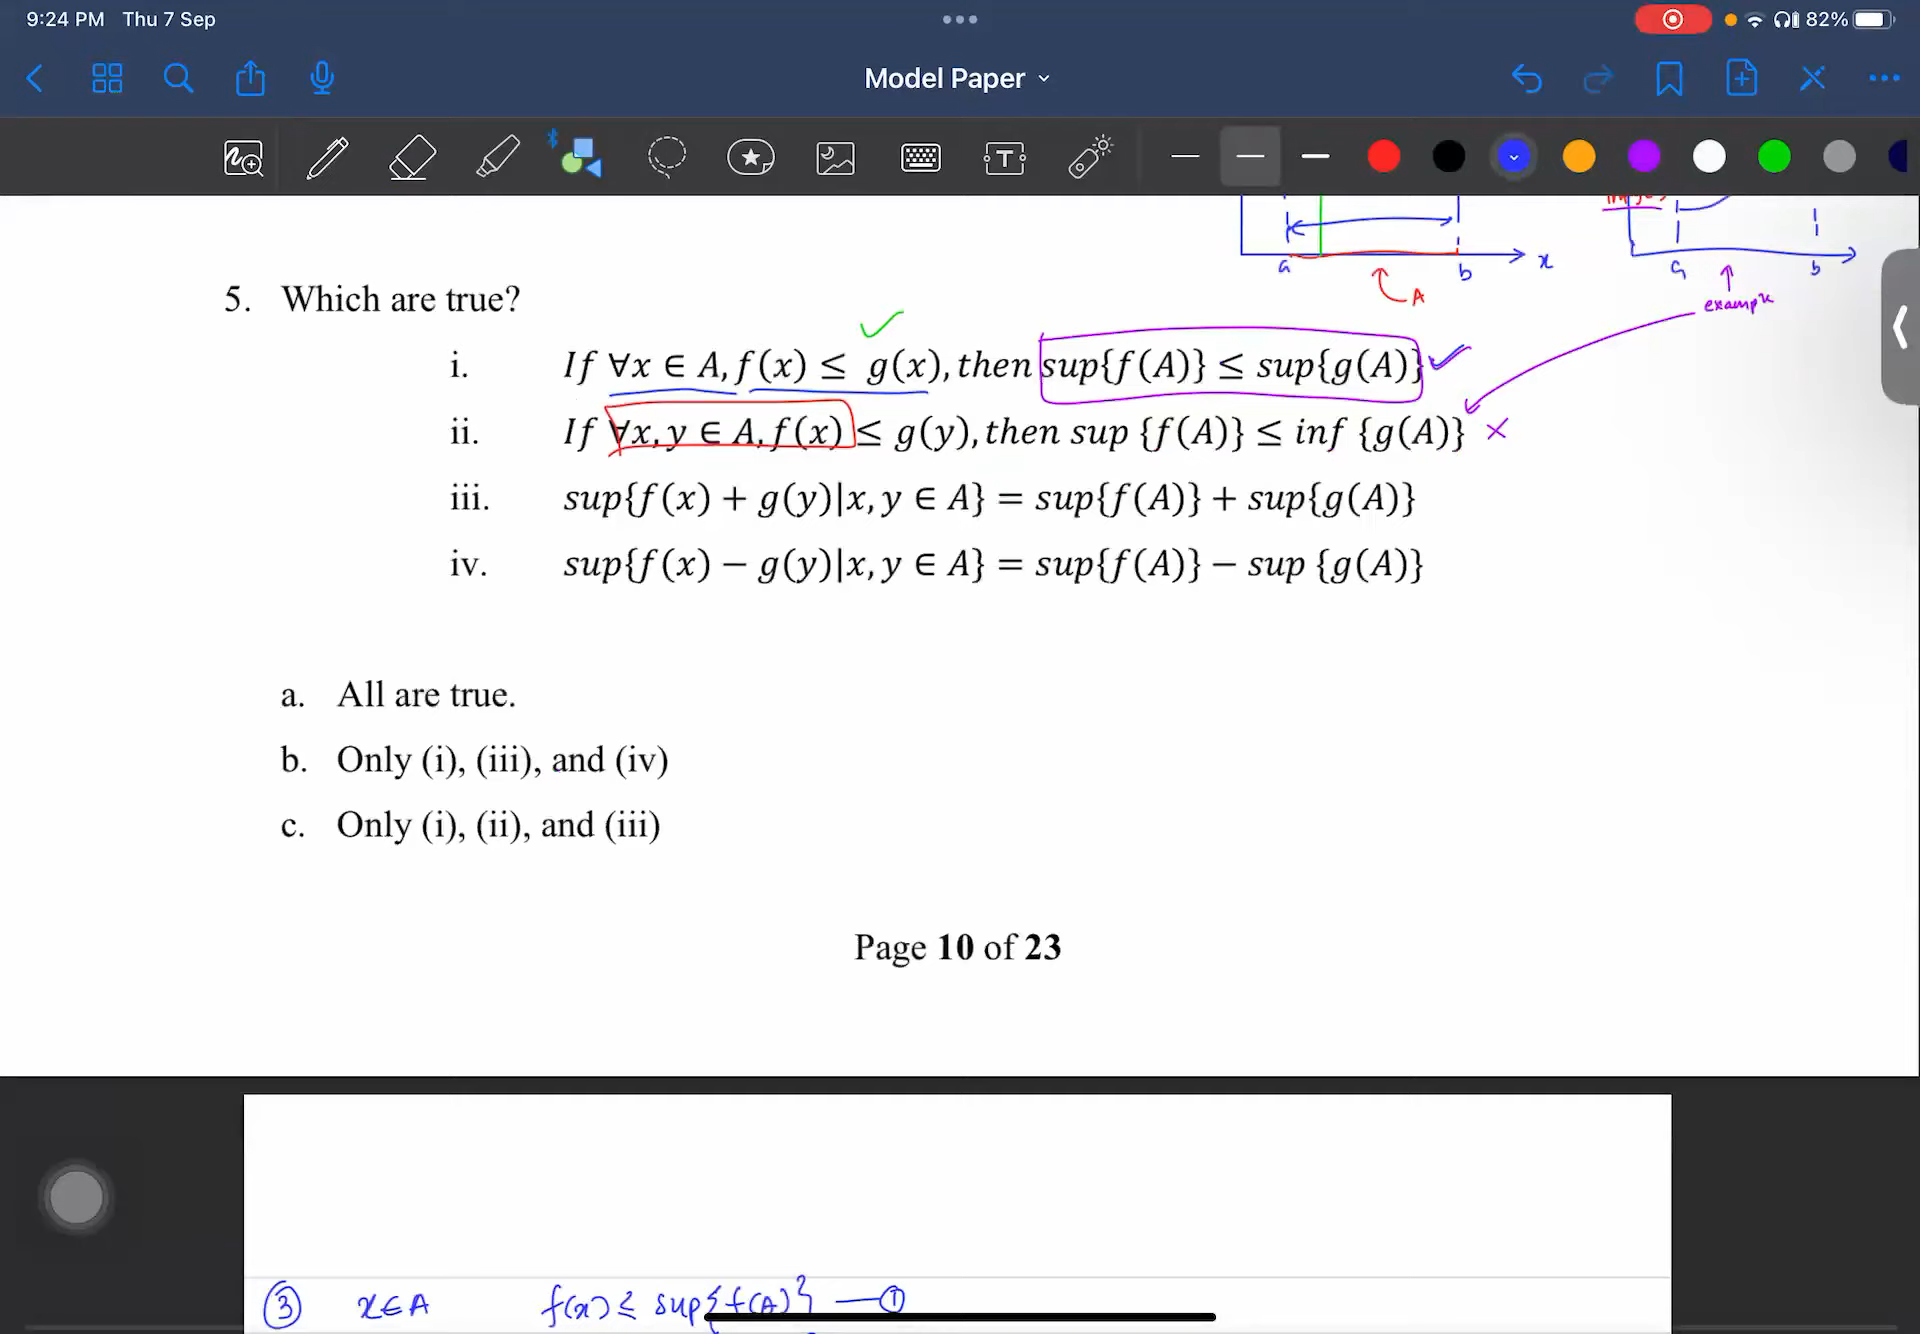 9:24 PM Thu 7 Sep
82%
Model Paper
a b x
A
a b
example
5. Which are true?
i. If ∀x ∈ A, f(x) ≤ g(x), then sup{f(A)} ≤ sup{g(A)}
ii. If ∀x, y ∈ A, f(x) ≤ g(y), then sup {f(A)} ≤ inf {g(A)} ×
iii. sup{f(x) + g(y)|x, y ∈ A} = sup{f(A)} + sup{g(A)}
iv. sup{f(x) − g(y)|x, y ∈ A} = sup{f(A)} − sup {g(A)}
a. All are true.
b. Only (i), (iii), and (iv)
c. Only (i), (ii), and (iii)
Page 10 of 23
③ x∈A f(x) ≤ sup{f(A)} —①